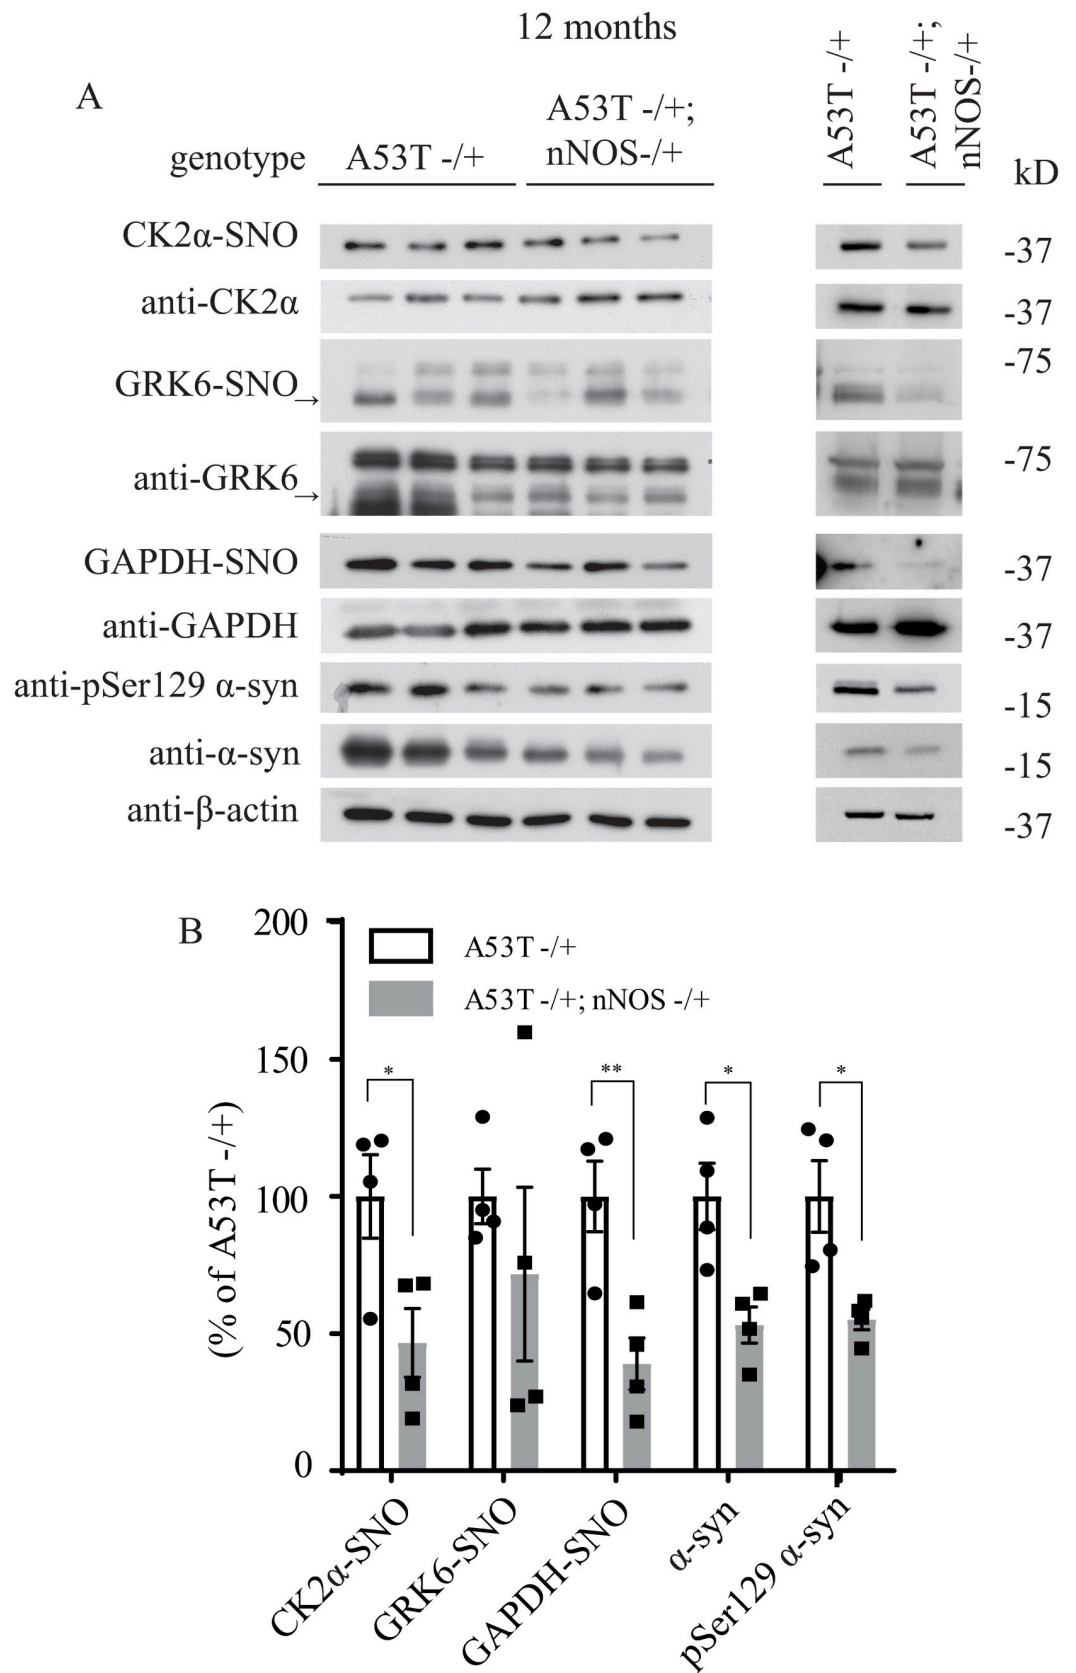 12 months
A
genotype
A53T -/+
A53T -/+;
nNOS-/+
A53T -/+
A53T -/+;
nNOS-/+
kD
CK2α-SNO
-37
anti-CK2α
-37
GRK6-SNO→
-75
anti-GRK6
→
-75
GAPDH-SNO
-37
anti-GAPDH
-37
anti-pSer129 α-syn
-15
anti-α-syn
-15
anti-β-actin
-37
B
A53T -/+
A53T -/+; nNOS -/+
(% of A53T -/+)
200
150
100
50
0
*
**
*
*
CK2α-SNO
GRK6-SNO
GAPDH-SNO
α-syn
pSer129 α-syn